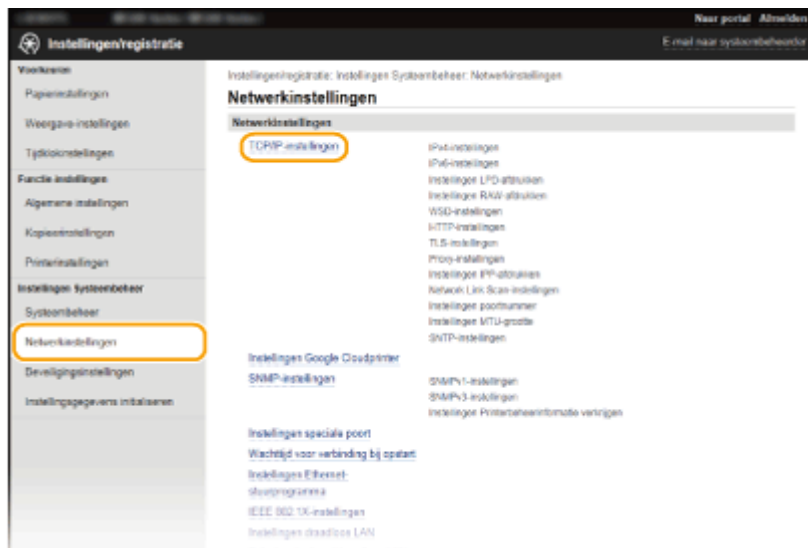 Naar portal Afmelden
Instellingen/registratie
E-mail naar systeembeheerder
Voorkeuren
Papierinstellingen
Weergave-instellingen
Tijdklokinstellingen
Functie-instellingen
Algemene instellingen
Kopieerinstellingen
Printerinstellingen
Instellingen Systeembeheer
Systeembeheer
Netwerkinstellingen
Beveiligingsinstellingen
Instellingsgegevens initialiseren
Instellingen/registratie: Instellingen Systeembeheer: Netwerkinstellingen
Netwerkinstellingen
Netwerkinstellingen
TCP/IP-instellingen
IPv4-instellingen
IPv6-instellingen
Instellingen LPD-afdrukken
Instellingen RAW-afdrukken
WSD-instellingen
HTTP-instellingen
TLS-instellingen
Proxy-instellingen
Instellingen IPP-afdrukken
Network Link Scan-instellingen
Instellingen poortnummer
Instellingen MTU-grootte
SNTP-instellingen
Instellingen Google Cloudprinter
SNMP-instellingen
SNMPv1-instellingen
SNMPv3-instellingen
Instellingen Printerbeheerinformatie verkrijgen
Instellingen speciale poort
Wachttijd voor verbinding bij opstart
Instellingen Ethernet-
stuurprogramma
IEEE 802.1X-instellingen
Instellingen draadloos LAN